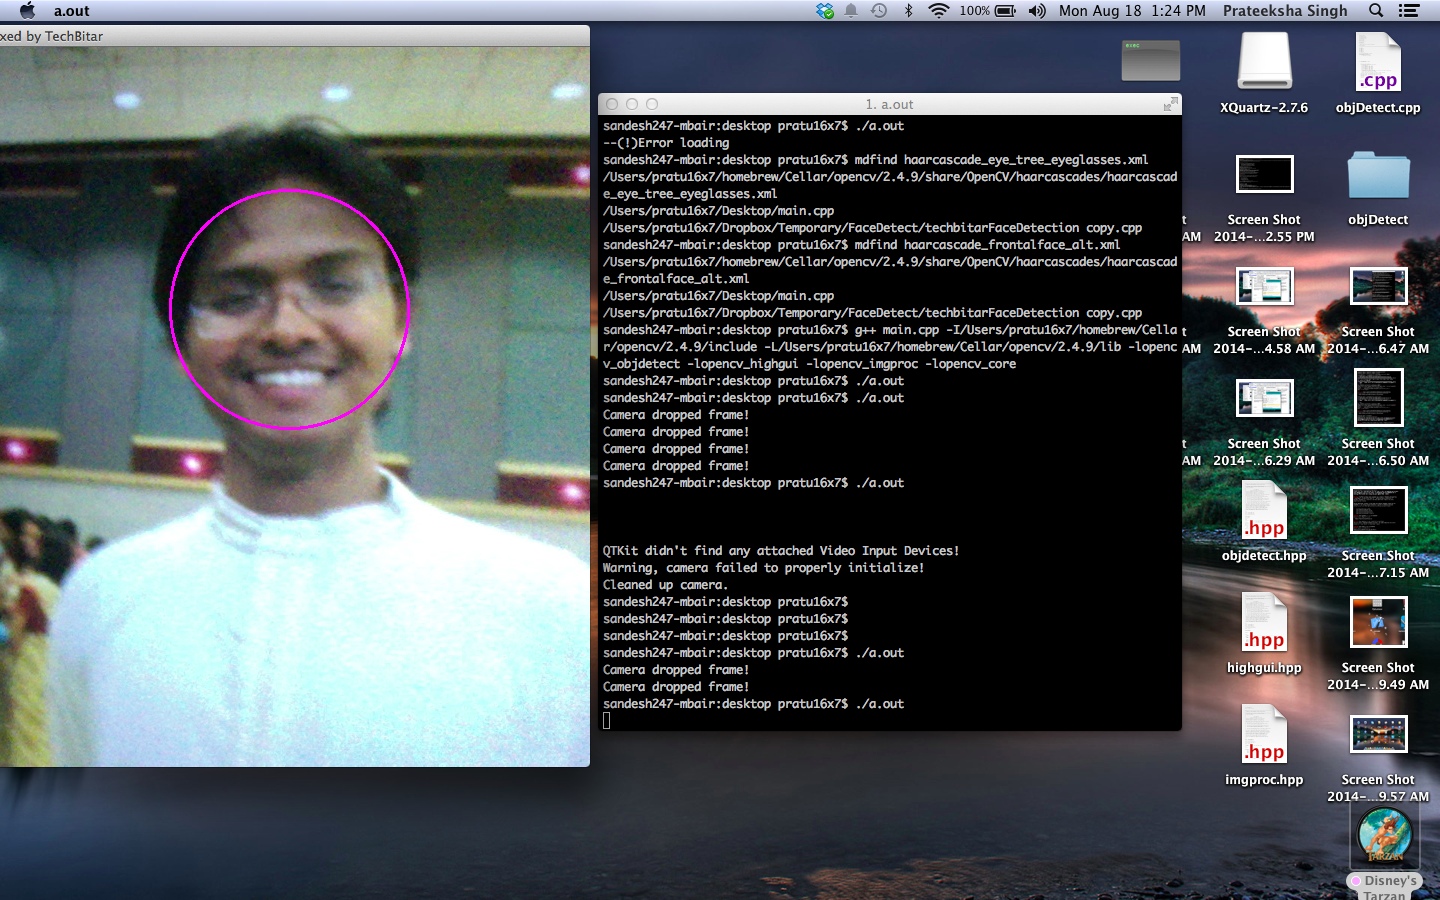 a.out
100%
Mon Aug 18 1:24 PM
Prateeksha Singh
xed by TechBitar
exec
1. a.out
sandesh247-mbair:desktop pratu16x7$ ./a.out
--(!)Error loading
sandesh247-mbair:desktop pratu16x7$ mdfind haarcascade_eye_tree_eyeglasses.xml
/Users/pratu16x7/homebrew/Cellar/opencv/2.4.9/share/OpenCV/haarcascades/haarcascad
e_eye_tree_eyeglasses.xml
/Users/pratu16x7/Desktop/main.cpp
/Users/pratu16x7/Dropbox/Temporary/FaceDetect/techbitarFaceDetection copy.cpp
sandesh247-mbair:desktop pratu16x7$ mdfind haarcascade_frontalface_alt.xml
/Users/pratu16x7/homebrew/Cellar/opencv/2.4.9/share/OpenCV/haarcascades/haarcascad
e_frontalface_alt.xml
/Users/pratu16x7/Desktop/main.cpp
/Users/pratu16x7/Dropbox/Temporary/FaceDetect/techbitarFaceDetection copy.cpp
sandesh247-mbair:desktop pratu16x7$ g++ main.cpp -I/Users/pratu16x7/homebrew/Cella
r/opencv/2.4.9/include -L/Users/pratu16x7/homebrew/Cellar/opencv/2.4.9/lib -lopenc
v_objdetect -lopencv_highgui -lopencv_imgproc -lopencv_core
sandesh247-mbair:desktop pratu16x7$ ./a.out
sandesh247-mbair:desktop pratu16x7$ ./a.out
Camera dropped frame!
Camera dropped frame!
Camera dropped frame!
Camera dropped frame!
sandesh247-mbair:desktop pratu16x7$ ./a.out
QTKit didn't find any attached Video Input Devices!
Warning, camera failed to properly initialize!
Cleaned up camera.
sandesh247-mbair:desktop pratu16x7$
sandesh247-mbair:desktop pratu16x7$
sandesh247-mbair:desktop pratu16x7$
sandesh247-mbair:desktop pratu16x7$ ./a.out
Camera dropped frame!
Camera dropped frame!
sandesh247-mbair:desktop pratu16x7$ ./a.out
XQuartz-2.7.6
.cpp
objDetect.cpp
t
AM
Screen Shot
2014-...2.55 PM
objDetect
t
AM
Screen Shot
2014-...4.58 AM
Screen Shot
2014-...6.47 AM
t
AM
Screen Shot
2014-...6.29 AM
Screen Shot
2014-...6.50 AM
.hpp
objdetect.hpp
Screen Shot
2014-...7.15 AM
.hpp
highgui.hpp
Screen Shot
2014-...9.49 AM
.hpp
imgproc.hpp
Screen Shot
2014-...9.57 AM
TARZAN
Disney's
Tarzan